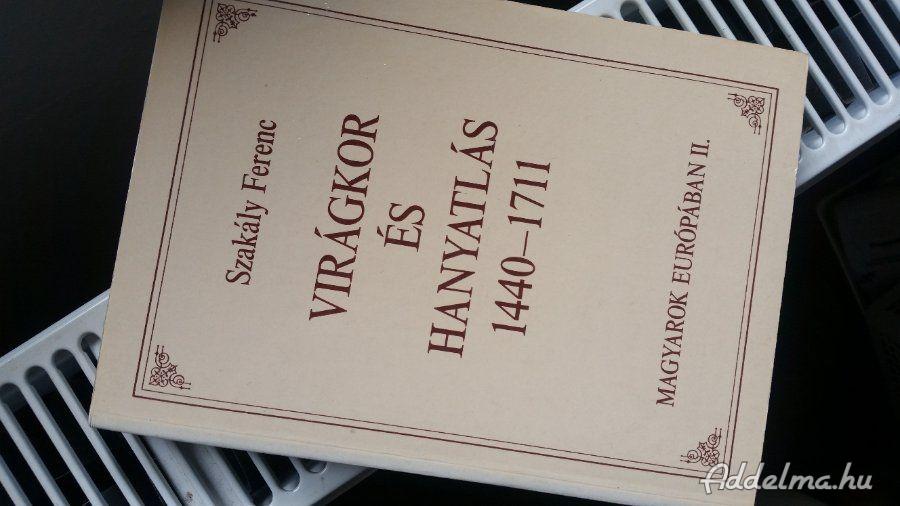 Szakály Ferenc
VIRÁGKOR
ÉS
HANYATLÁS
1440–1711
MAGYAROK EURÓPÁBAN II.
Addelma.hu